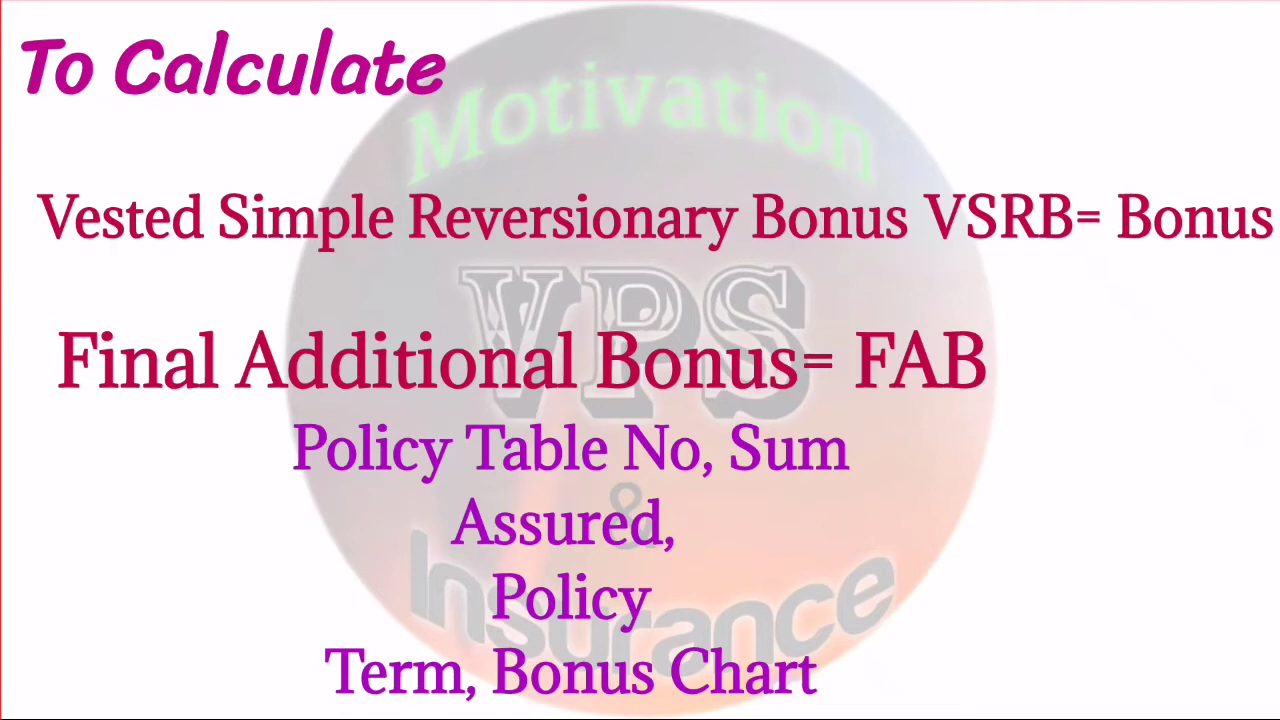 To Calculate
Motivation
Vested Simple Reversionary Bonus VSRB= Bonus
VPS
Final Additional Bonus= FAB
Policy Table No, Sum
&
Assured,
Policy
Insurance
Term, Bonus Chart